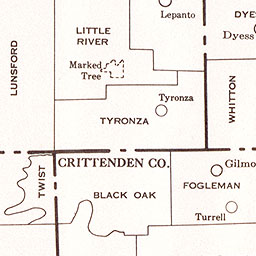 Lepanto
DYE
LITTLE
RIVER
Dyess
LUNSFORD
Marked
Tree
Tyronza
WHITTON
TYRONZA
CRITTENDEN CO.
Gilmo
TWIST
BLACK OAK
FOGLEMAN
Turrell